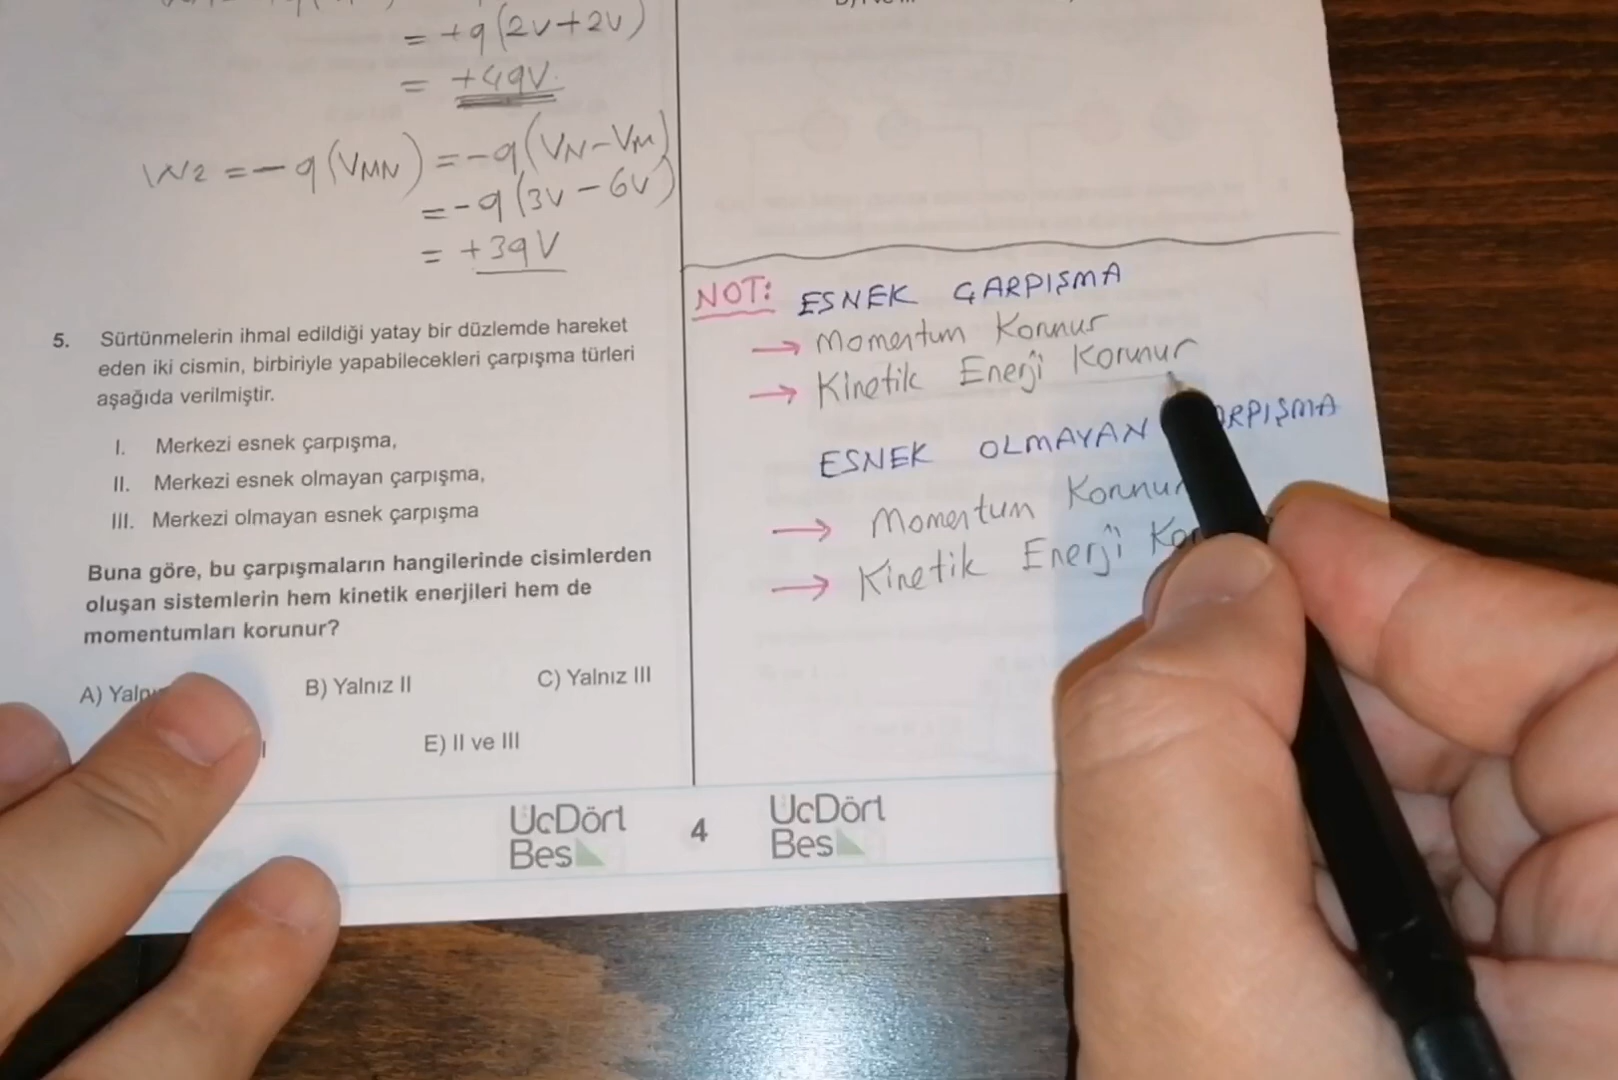 = +q(2V+2V)
= +4qV
W2 = -q(VMN) = -q(VN-VM)
= -q(3V-6V)
= +3qV
5. Sürtünmelerin ihmal edildiği yatay bir düzlemde hareket
eden iki cismin, birbiriyle yapabilecekleri çarpışma türleri
aşağıda verilmiştir.
I. Merkezi esnek çarpışma,
II. Merkezi esnek olmayan çarpışma,
III. Merkezi olmayan esnek çarpışma
Buna göre, bu çarpışmaların hangilerinde cisimlerden
oluşan sistemlerin hem kinetik enerjileri hem de
momentumları korunur?
A)
B) Yalnız II
C) Yalnız III
E) II ve III
NOT: ESNEK ÇARPIŞMA
→ Momentum Korunur
→ Kinetik Enerji Korunur
ESNEK OLMAYAN
→ Momentum Korunur
→ Kinetik Enerji
ÜçDört
Beş
4
ÜçDört
Beş